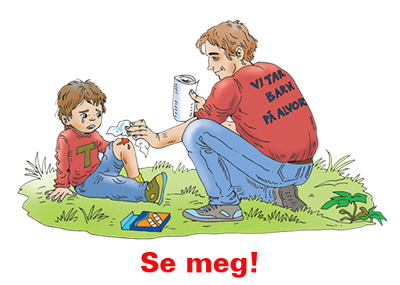 T
VI TAR
BARN
PÅ ALVOR
Se meg!